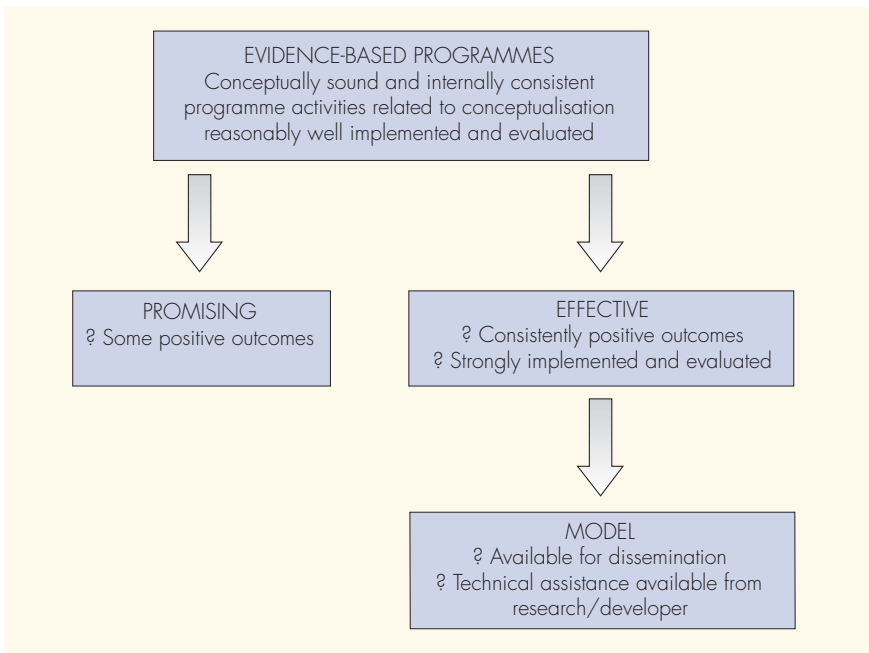 EVIDENCE-BASED PROGRAMMES
Conceptually sound and internally consistent
programme activities related to conceptualisation
reasonably well implemented and evaluated
PROMISING
? Some positive outcomes
EFFECTIVE
? Consistently positive outcomes
? Strongly implemented and evaluated
MODEL
? Available for dissemination
? Technical assistance available from
research/developer